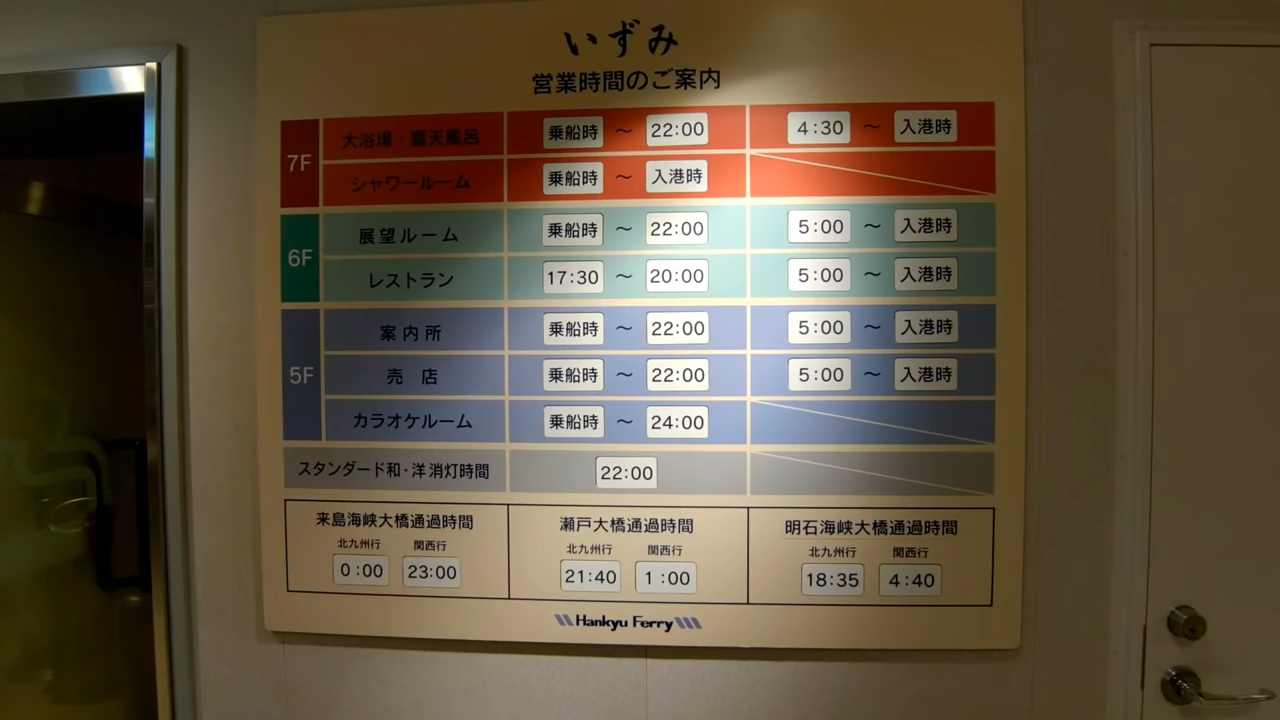 いずみ
営業時間のご案内
7F
大浴場・露天風呂 乗船時 ～ 22:00 4:30 ～ 入港時
シャワールーム 乗船時 ～ 入港時
6F
展望ルーム 乗船時 ～ 22:00 5:00 ～ 入港時
レストラン 17:30 ～ 20:00 5:00 ～ 入港時
5F
案内所 乗船時 ～ 22:00 5:00 ～ 入港時
売 店 乗船時 ～ 22:00 5:00 ～ 入港時
カラオケルーム 乗船時 ～ 24:00
スタンダード和・洋 消灯時間 22:00
来島海峡大橋通過時間
北九州行 関西行
0:00 23:00
瀬戸大橋通過時間
北九州行 関西行
21:40 1:00
明石海峡大橋通過時間
北九州行 関西行
18:35 4:40
Hankyu Ferry